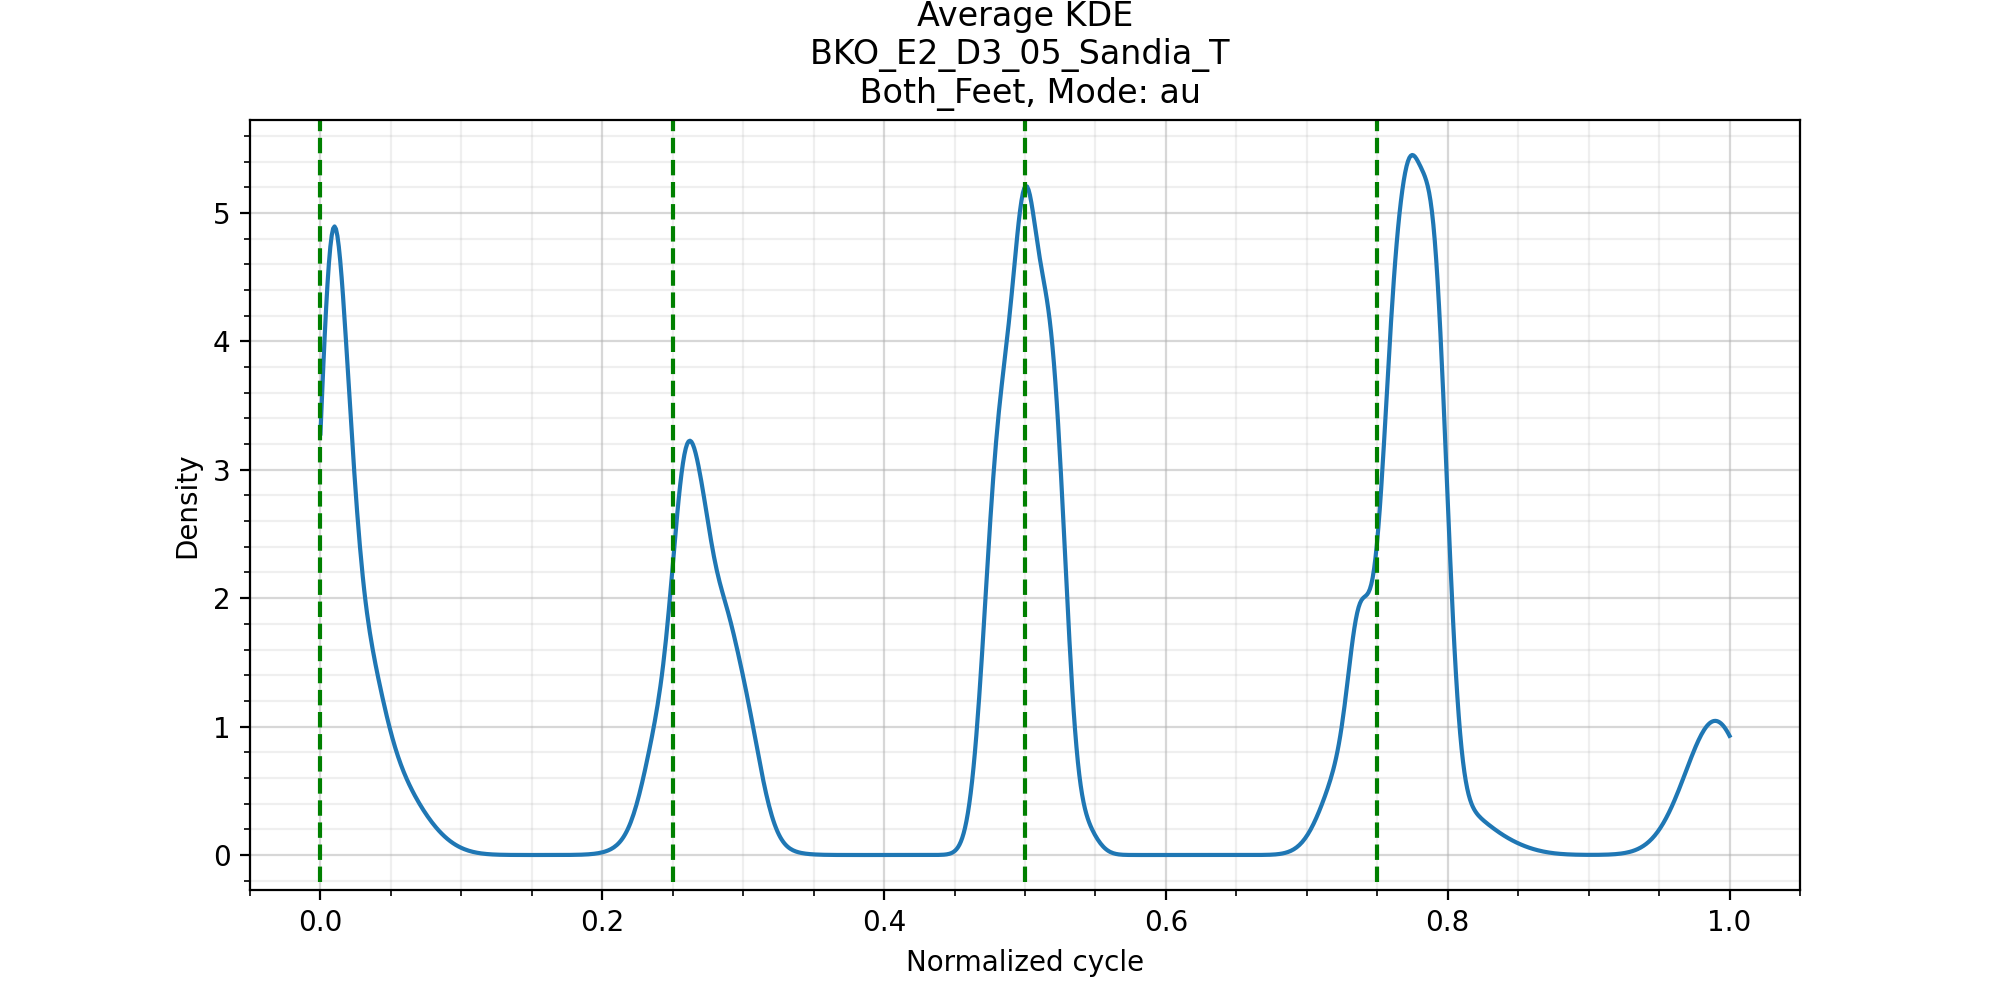 Average KDE
BKO_E2_D3_05_Sandia_T
Both_Feet, Mode: au
Density
5
4
3
2
1
0
0.0 0.2 0.4 0.6 0.8 1.0
Normalized cycle